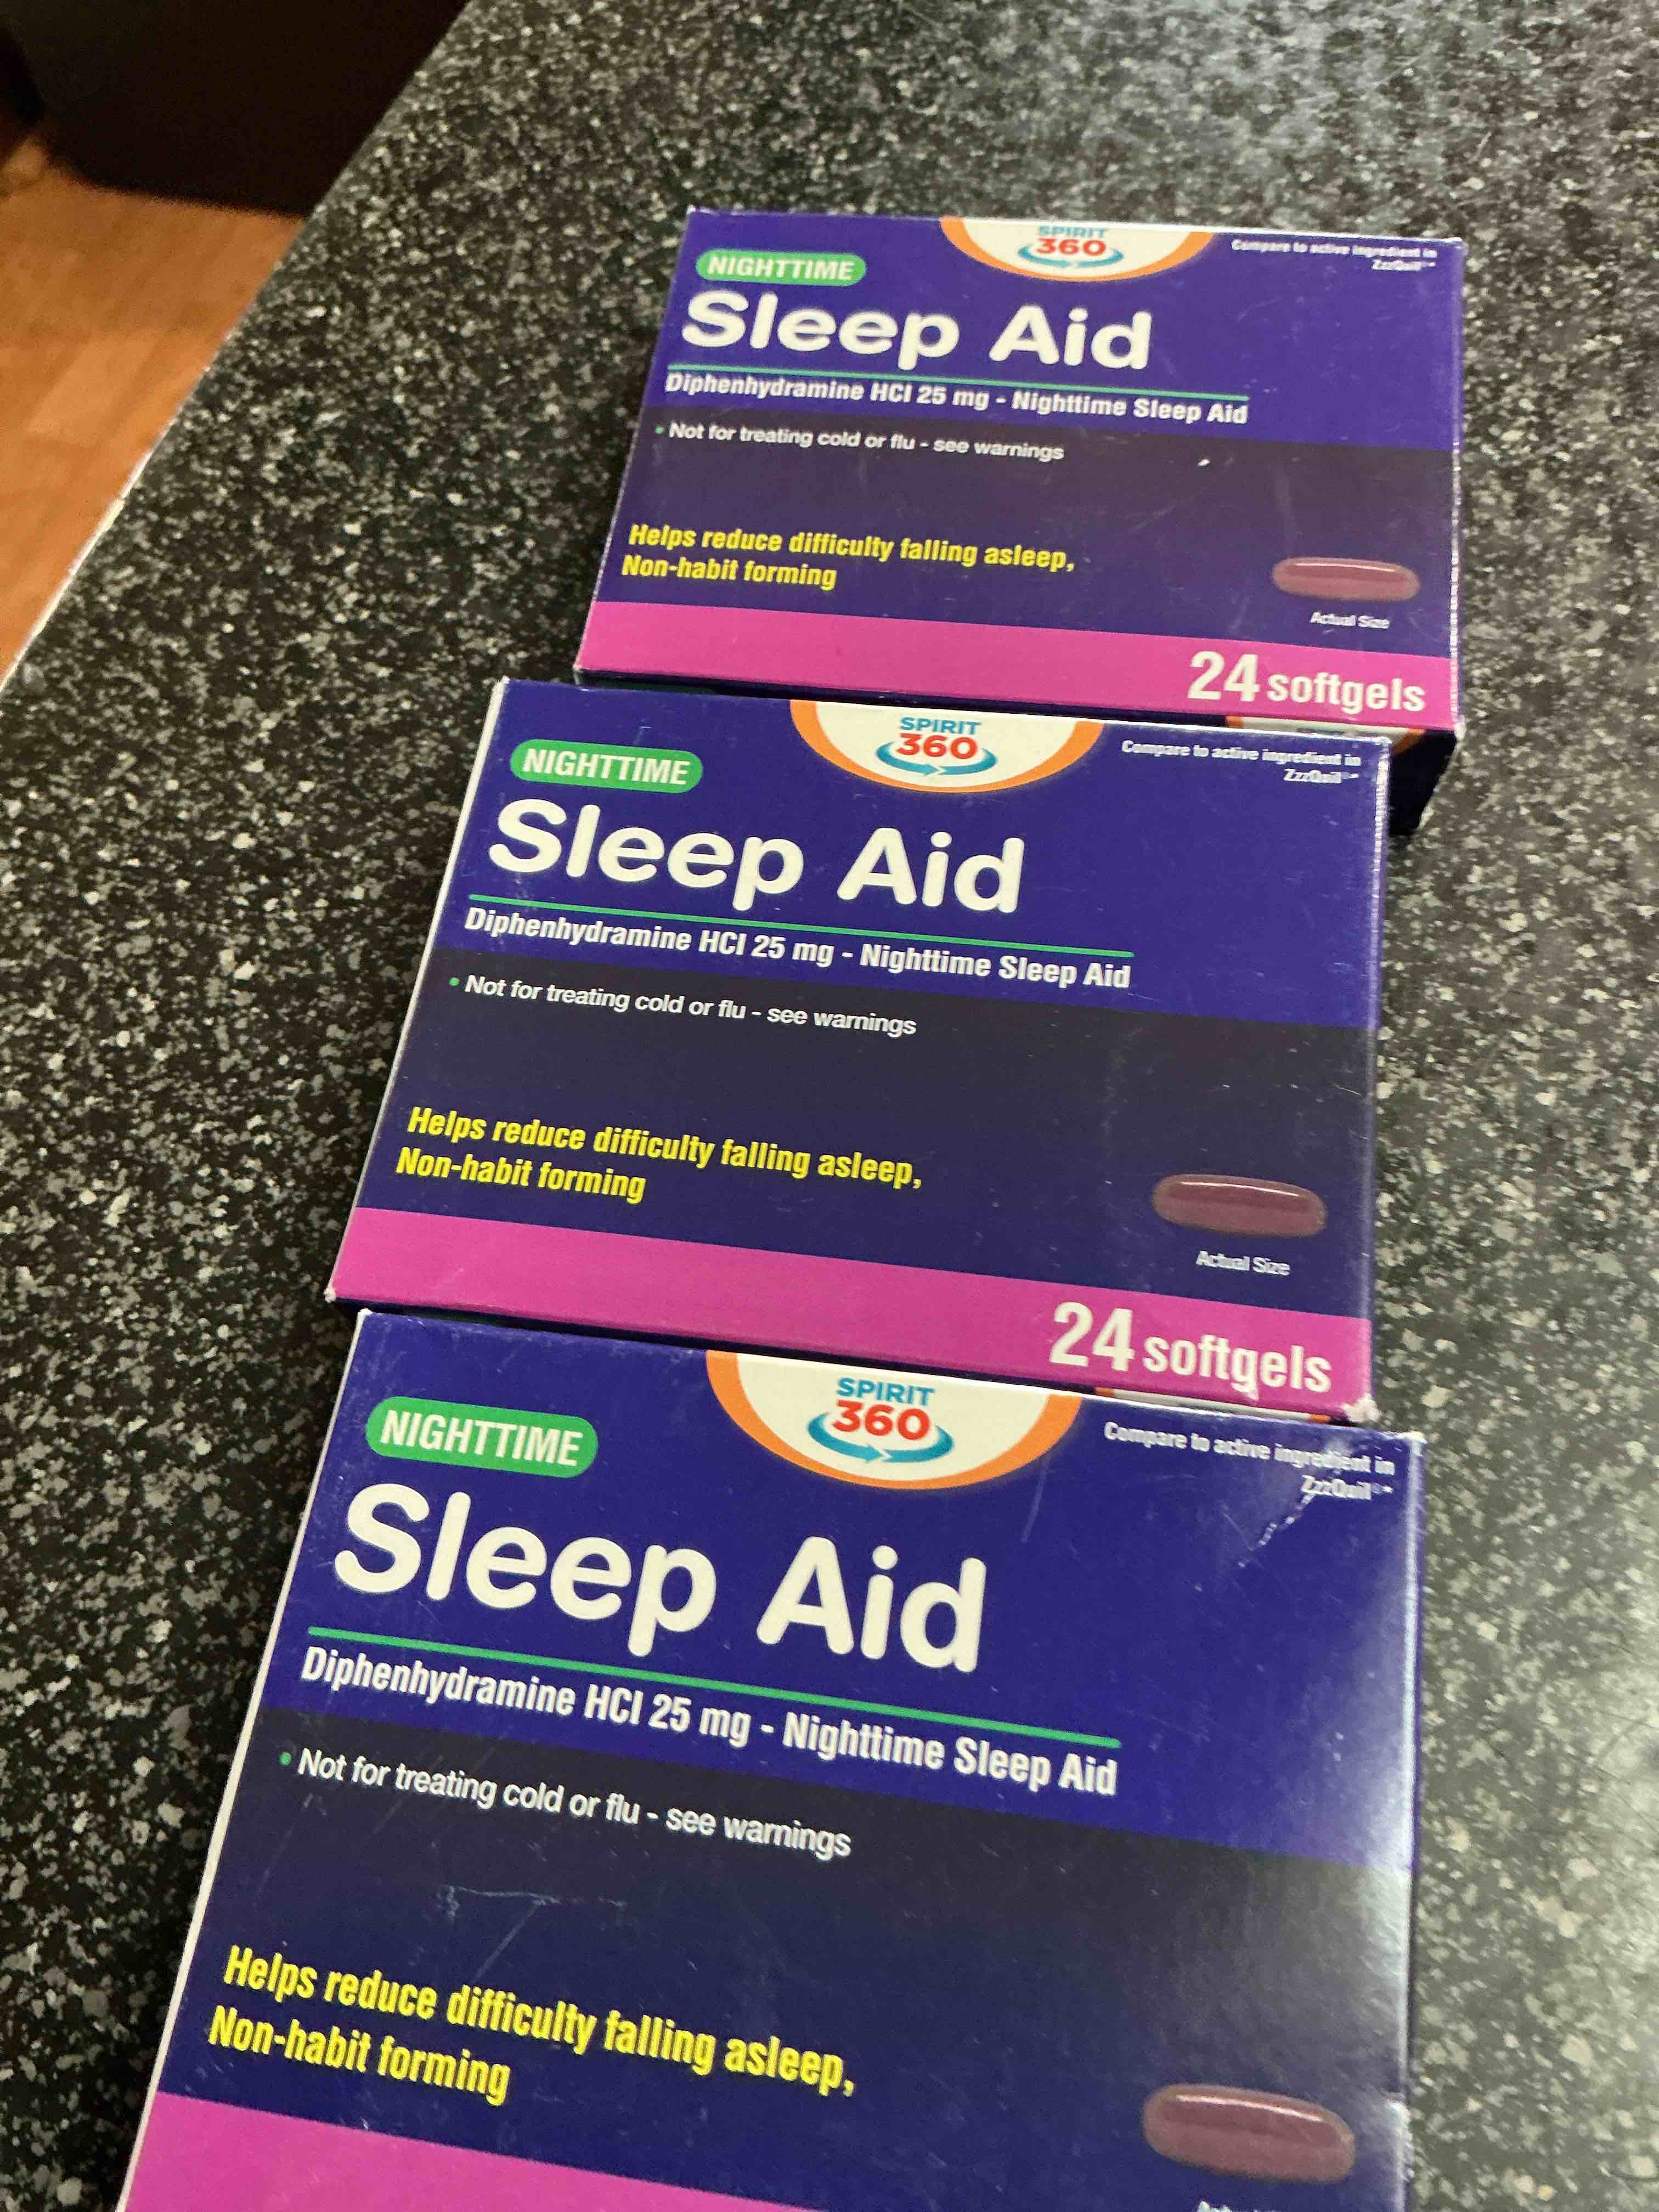 SPIRIT
360
Compare to active ingredient in
ZzzQuil
NIGHTTIME
Sleep Aid
Diphenhydramine HCl 25 mg - Nighttime Sleep Aid
• Not for treating cold or flu - see warnings
Helps reduce difficulty falling asleep,
Non-habit forming
Actual Size
24 softgels
SPIRIT
360
Compare to active ingredient in
ZzzQuil
NIGHTTIME
Sleep Aid
Diphenhydramine HCl 25 mg - Nighttime Sleep Aid
• Not for treating cold or flu - see warnings
Helps reduce difficulty falling asleep,
Non-habit forming
Actual Size
24 softgels
SPIRIT
360
Compare to active ingredient in
ZzzQuil
NIGHTTIME
Sleep Aid
Diphenhydramine HCl 25 mg - Nighttime Sleep Aid
• Not for treating cold or flu - see warnings
Helps reduce difficulty falling asleep,
Non-habit forming